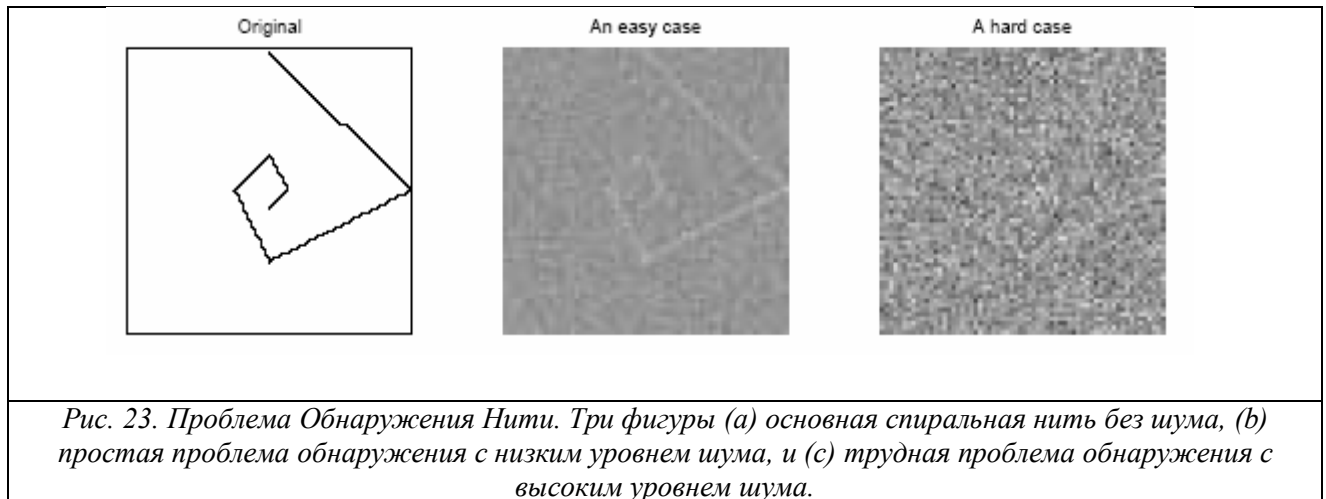 Original An easy case A hard case
Рис. 23. Проблема Обнаружения Нити. Три фигуры (a) основная спиральная нить без шума, (b)
простая проблема обнаружения с низким уровнем шума, и (c) трудная проблема обнаружения с
высоким уровнем шума.